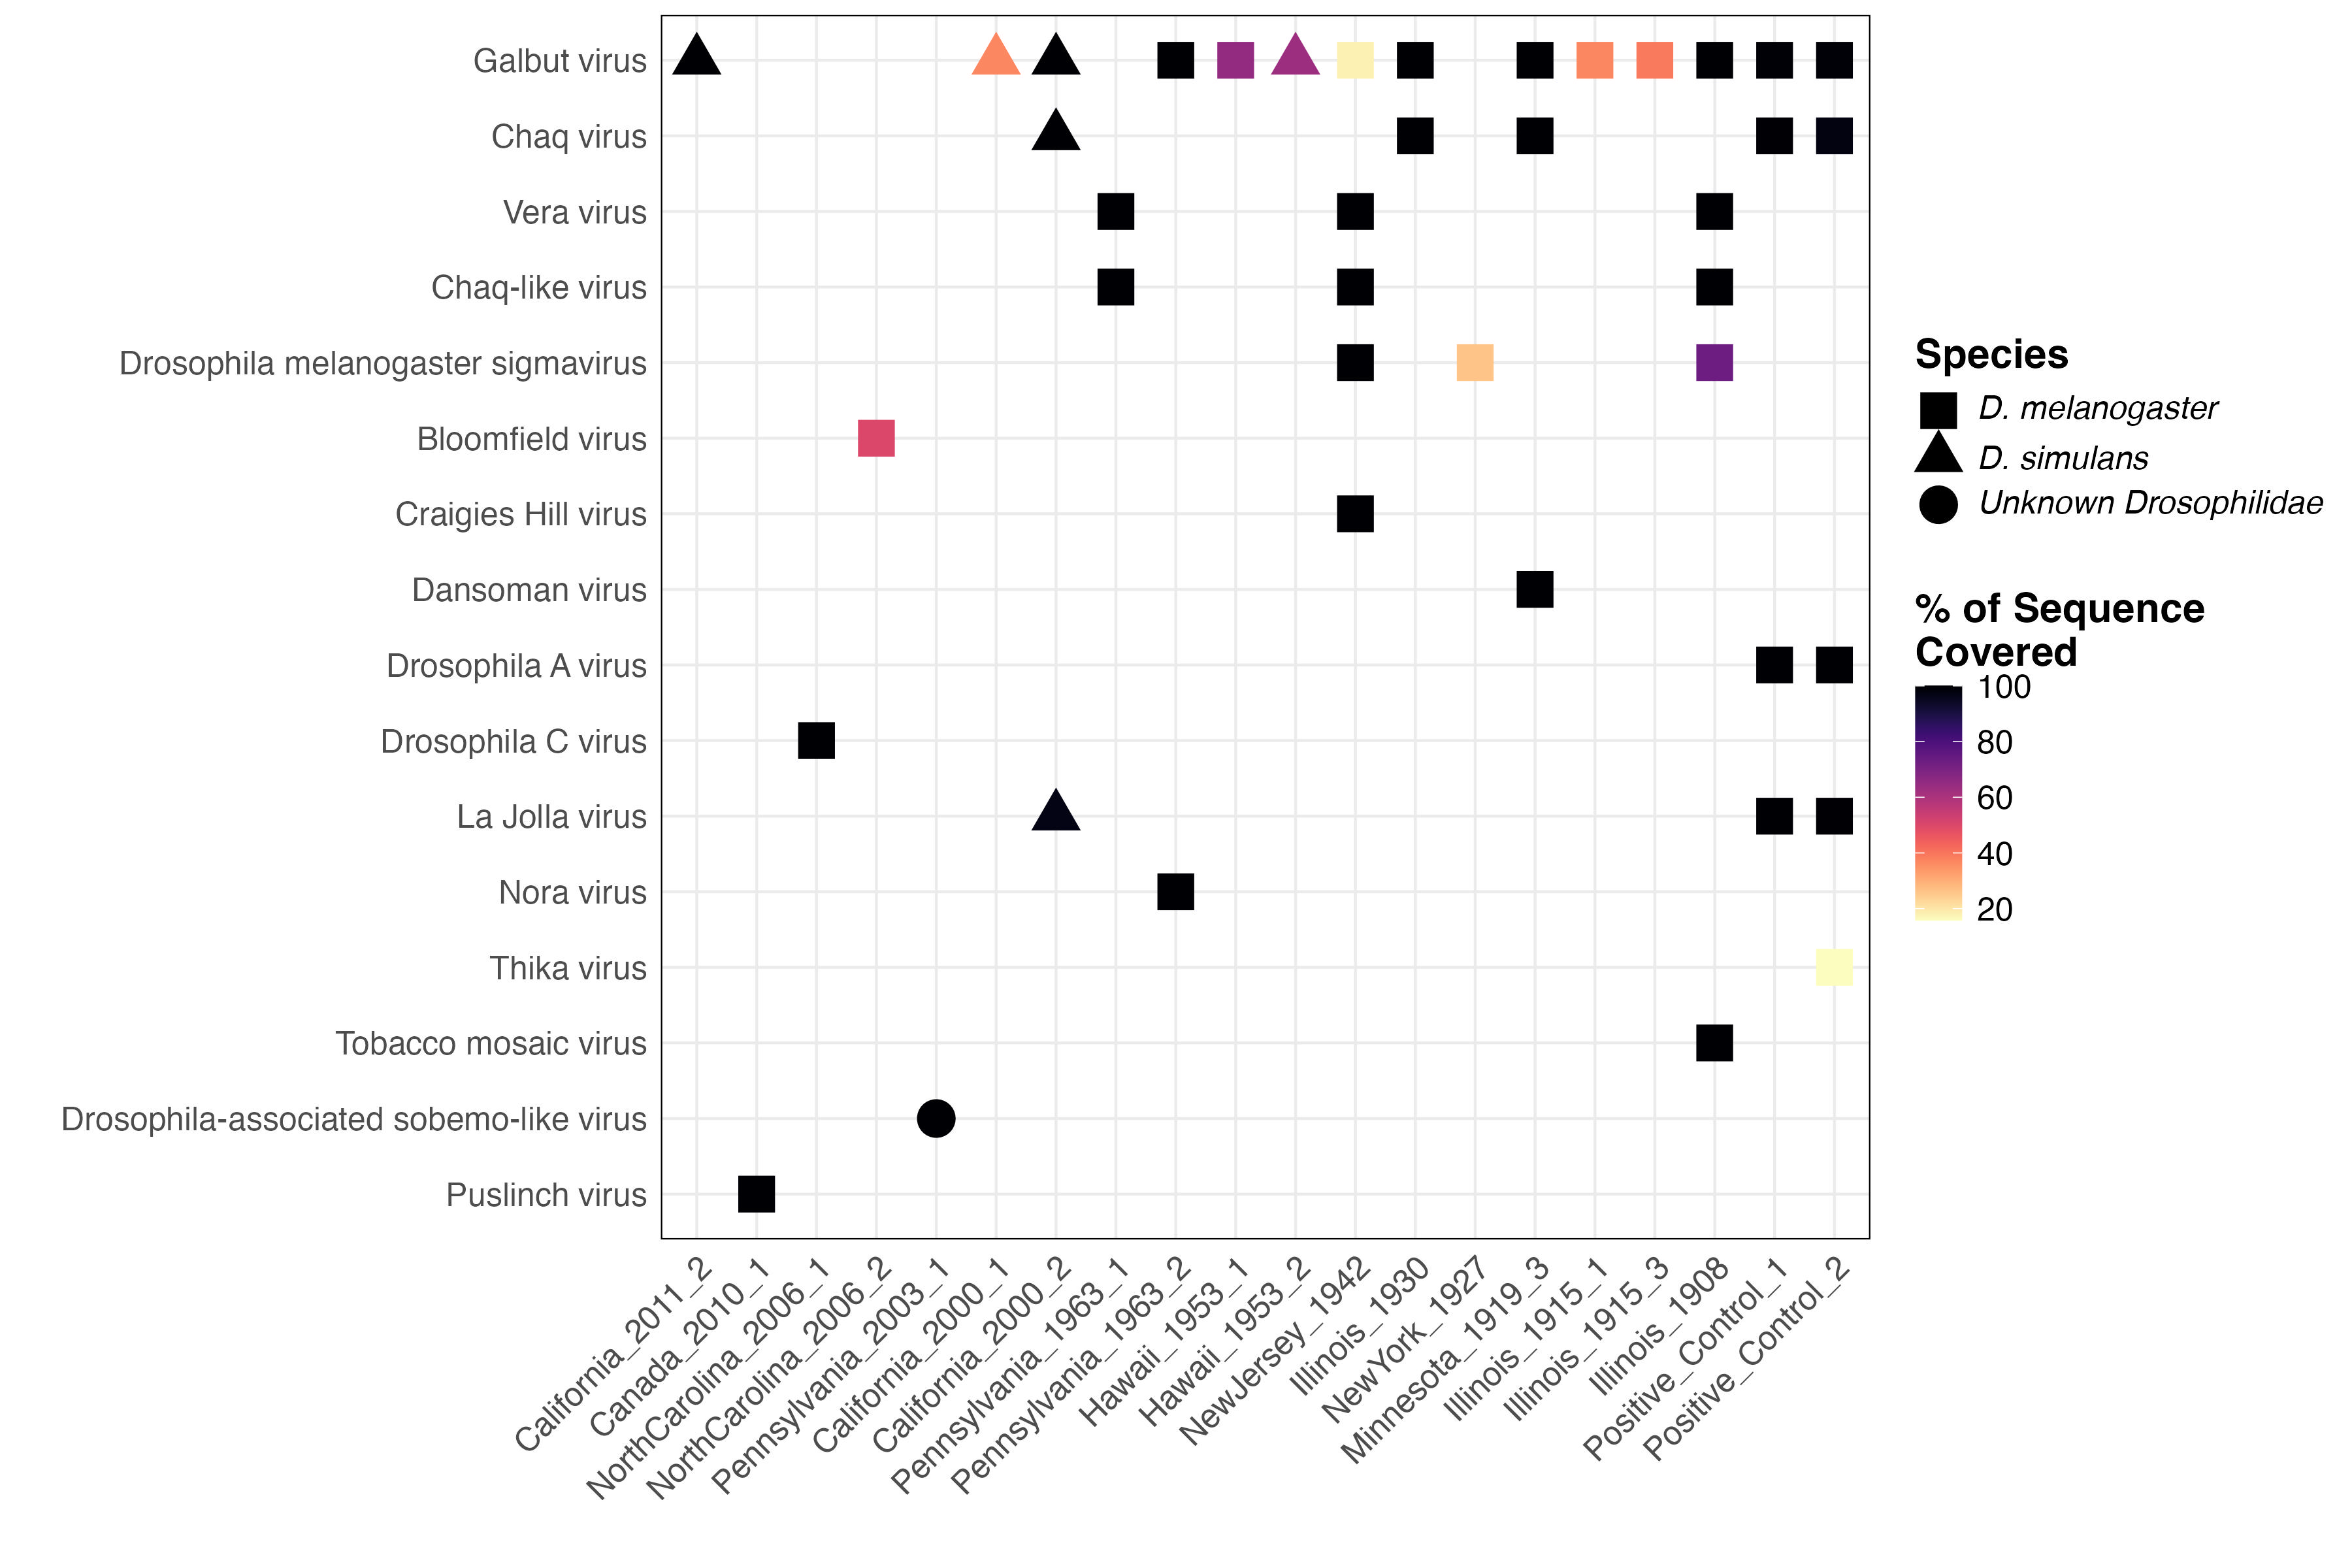 Galbut virus
Chaq virus
Vera virus
Chaq-like virus
Drosophila melanogaster sigmavirus
Bloomfield virus
Craigies Hill virus
Dansoman virus
Drosophila A virus
Drosophila C virus
La Jolla virus
Nora virus
Thika virus
Tobacco mosaic virus
Drosophila-associated sobemo-like virus
Puslinch virus
California_2011_2
Canada_2010_1
NorthCarolina_2006_1
NorthCarolina_2006_2
Pennsylvania_2003_1
California_2000_1
California_2000_2
Pennsylvania_1963_1
Pennsylvania_1963_2
Hawaii_1953_1
Hawaii_1953_2
NewJersey_1942
Illinois_1930
NewYork_1927
Minnesota_1919_3
Illinois_1915_1
Illinois_1915_3
Illinois_1908
Positive_Control_1
Positive_Control_2
Species
D. melanogaster
D. simulans
Unknown Drosophilidae
% of Sequence
Covered
100
80
60
40
20